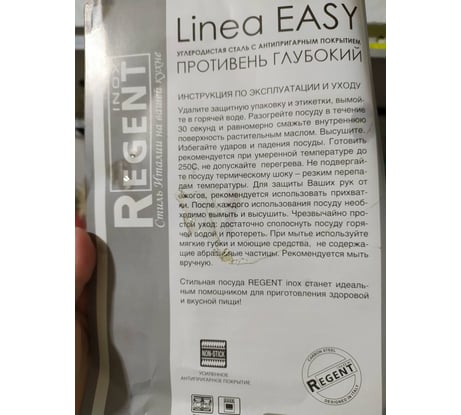 Linea EASY
УГЛЕРОДИСТАЯ СТАЛЬ С АНТИПРИГАРНЫМ ПОКРЫТИЕМ
ПРОТИВЕНЬ ГЛУБОКИЙ
REGENT
INOX
Стиль Италии на вашей кухне
ИНСТРУКЦИЯ ПО ЭКСПЛУАТАЦИИ И УХОДУ
Удалите защитную упаковку и этикетки, вымой-
те в горячей воде. Разогрейте посуду в течение
30 секунд и равномерно смажьте внутреннюю
поверхность растительным маслом. Высушите.
Избегайте ударов и падения посуды. Готовить
рекомендуется при умеренной температуре до
250С, не допускайте перегрева. Не подвергай-
те посуду термическому шоку – резким перепа-
дам температуры. Для защиты Ваших рук от
ожогов, рекомендуется использовать прихват-
ки. После каждого использования посуду необ-
ходимо вымыть и высушить. Чрезвычайно про-
стой уход: достаточно сполоснуть посуду горя-
чей водой и протереть. При мытье используйте
мягкие губки и моющие средства, не содержа-
щие абразивные частицы. Рекомендуется мыть
вручную.
Стильная посуда REGENT inox станет идеаль-
ным помощником для приготовления здоровой
и вкусной пищи!
NON-STICK
УСИЛЕННОЕ
АНТИПРИГАРНОЕ ПОКРЫТИЕ
CARBON STEEL
REGENT
DESIGNED IN ITALY